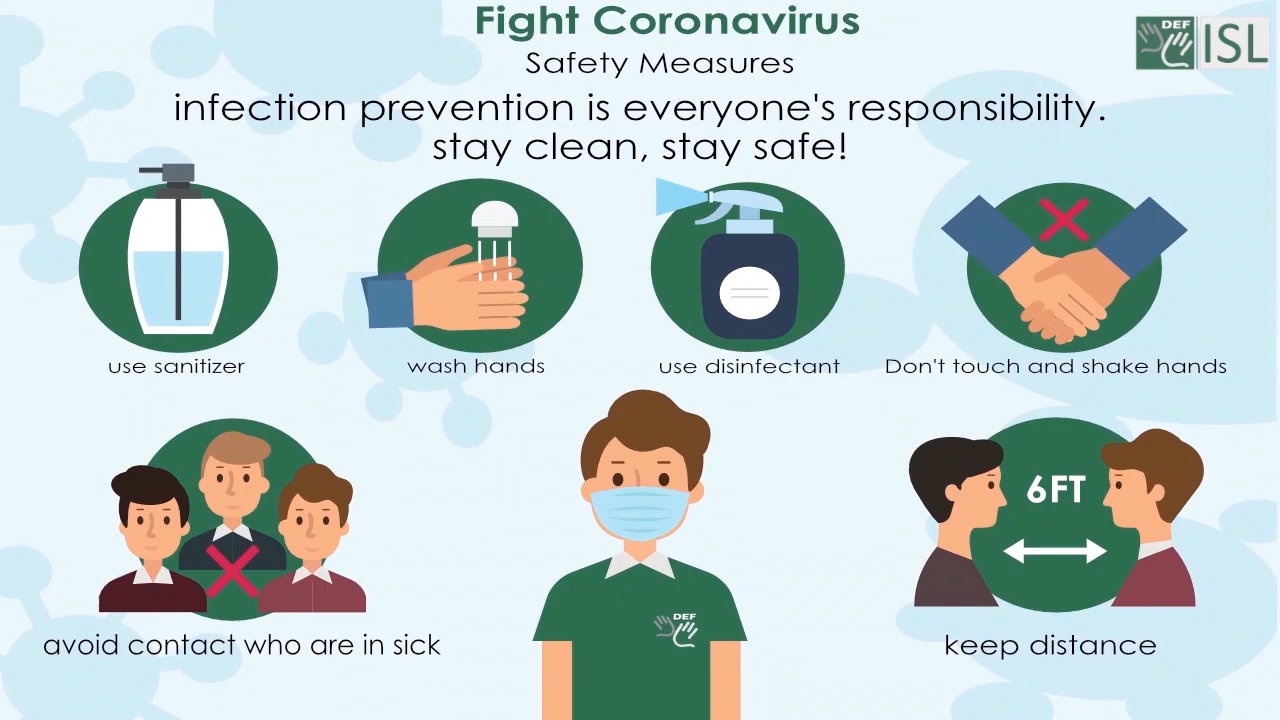 Fight Coronavirus
DEF
ISL
Safety Measures
infection prevention is everyone's responsibility.
stay clean, stay safe!
use sanitizer
wash hands
use disinfectant
Don't touch and shake hands
6FT
DEF
avoid contact who are in sick
keep distance